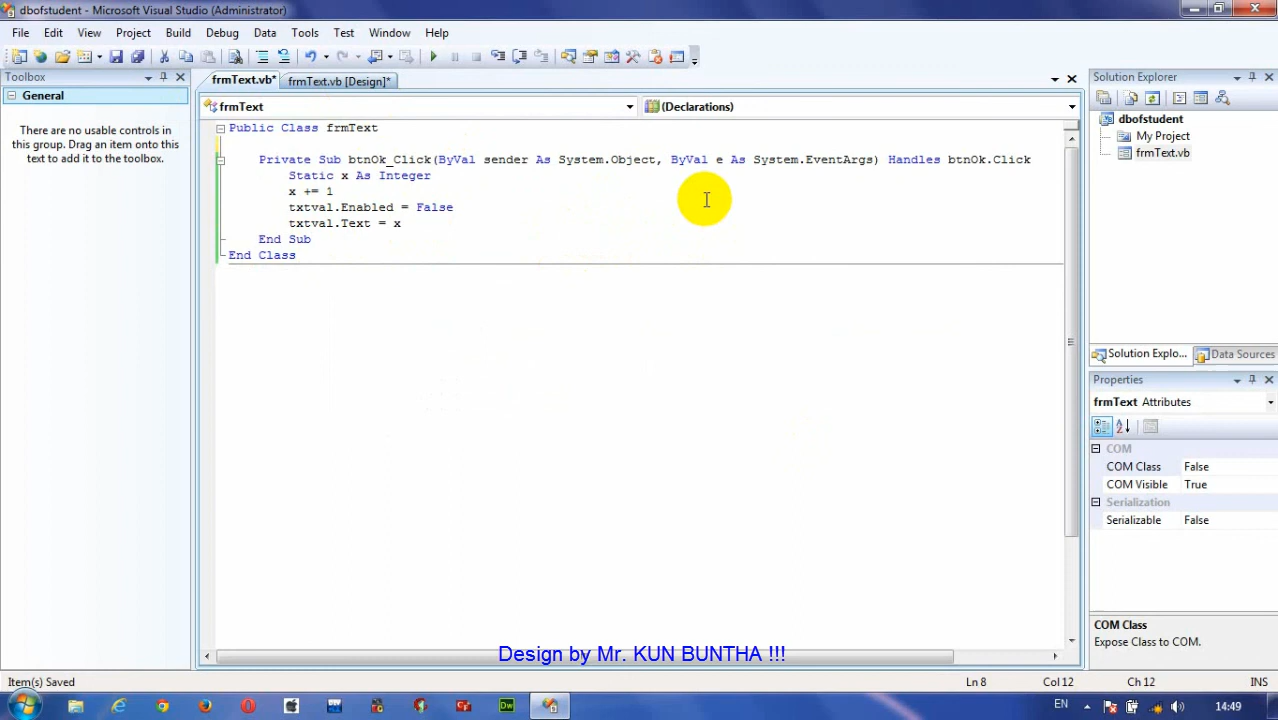 dbofstudent - Microsoft Visual Studio (Administrator)
File Edit View Project Build Debug Data Tools Test Window Help
Toolbox
General
There are no usable controls in
this group. Drag an item onto this
text to add it to the toolbox.
frmText.vb* frmText.vb [Design]*
frmText (Declarations)
Public Class frmText
Private Sub btnOk_Click(ByVal sender As System.Object, ByVal e As System.EventArgs) Handles btnOk.Click
Static x As Integer
x += 1
txtval.Enabled = False
txtval.Text = x
End Sub
End Class
Solution Explorer
dbofstudent
My Project
frmText.vb
Solution Explo... Data Sources
Properties
frmText Attributes
COM
COM Class False
COM Visible True
Serialization
Serializable False
COM Class
Expose Class to COM.
Design by Mr. KUN BUNTHA !!!
Item(s) Saved Ln 8 Col 12 Ch 12 INS
Dw EN 14:49